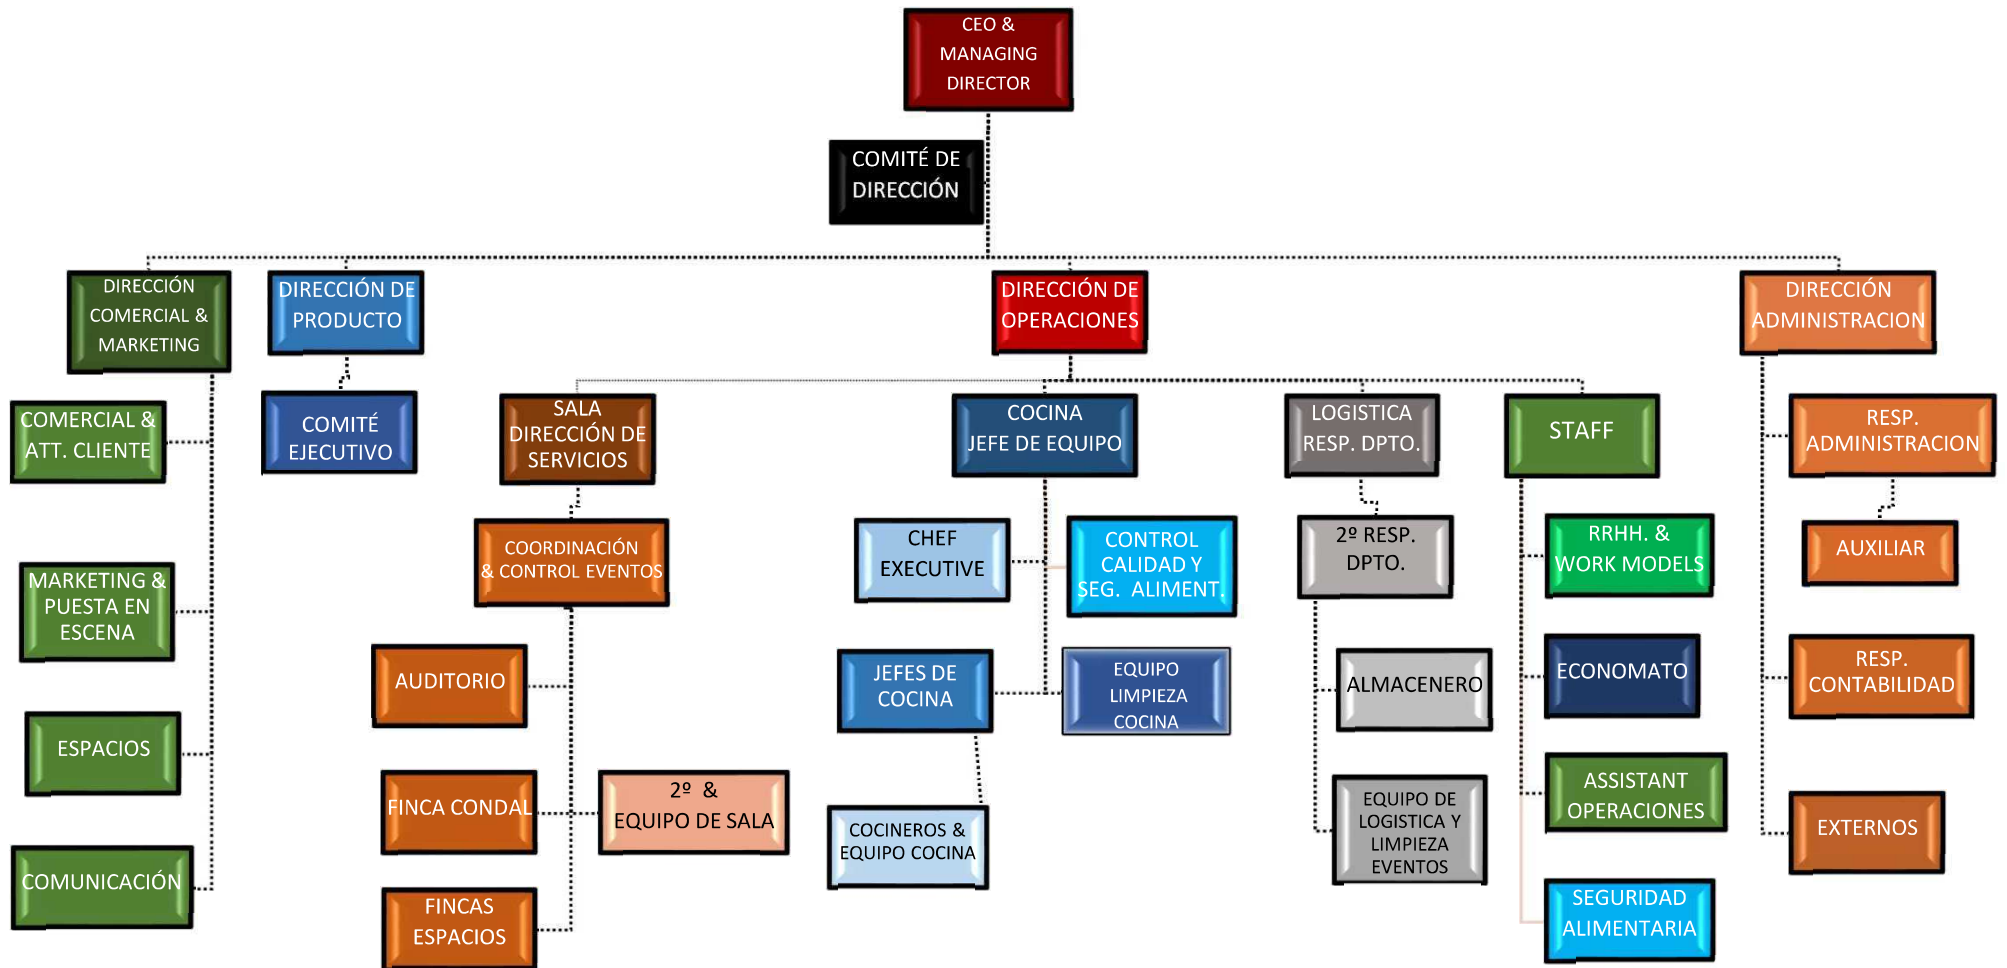 CEO &
MANAGING
DIRECTOR
COMITÉ DE
DIRECCIÓN
DIRECCIÓN
COMERCIAL &
MARKETING
DIRECCIÓN DE
PRODUCTO
DIRECCIÓN DE
OPERACIONES
DIRECCIÓN
ADMINISTRACION
COMERCIAL &
ATT. CLIENTE
COMITÉ
EJECUTIVO
SALA
DIRECCIÓN DE
SERVICIOS
COCINA
JEFE DE EQUIPO
LOGISTICA
RESP. DPTO.
STAFF
RESP.
ADMINISTRACION
COORDINACIÓN
& CONTROL EVENTOS
CHEF
EXECUTIVE
CONTROL
CALIDAD Y
SEG. ALIMENT.
2º RESP.
DPTO.
RRHH. &
WORK MODELS
AUXILIAR
MARKETING &
PUESTA EN
ESCENA
AUDITORIO
JEFES DE
COCINA
EQUIPO
LIMPIEZA
COCINA
ALMACENERO
ECONOMATO
RESP.
CONTABILIDAD
ESPACIOS
FINCA CONDAL
2º &
EQUIPO DE SALA
COCINEROS &
EQUIPO COCINA
EQUIPO DE
LOGISTICA Y
LIMPIEZA
EVENTOS
ASSISTANT
OPERACIONES
EXTERNOS
COMUNICACIÓN
FINCAS
ESPACIOS
SEGURIDAD
ALIMENTARIA